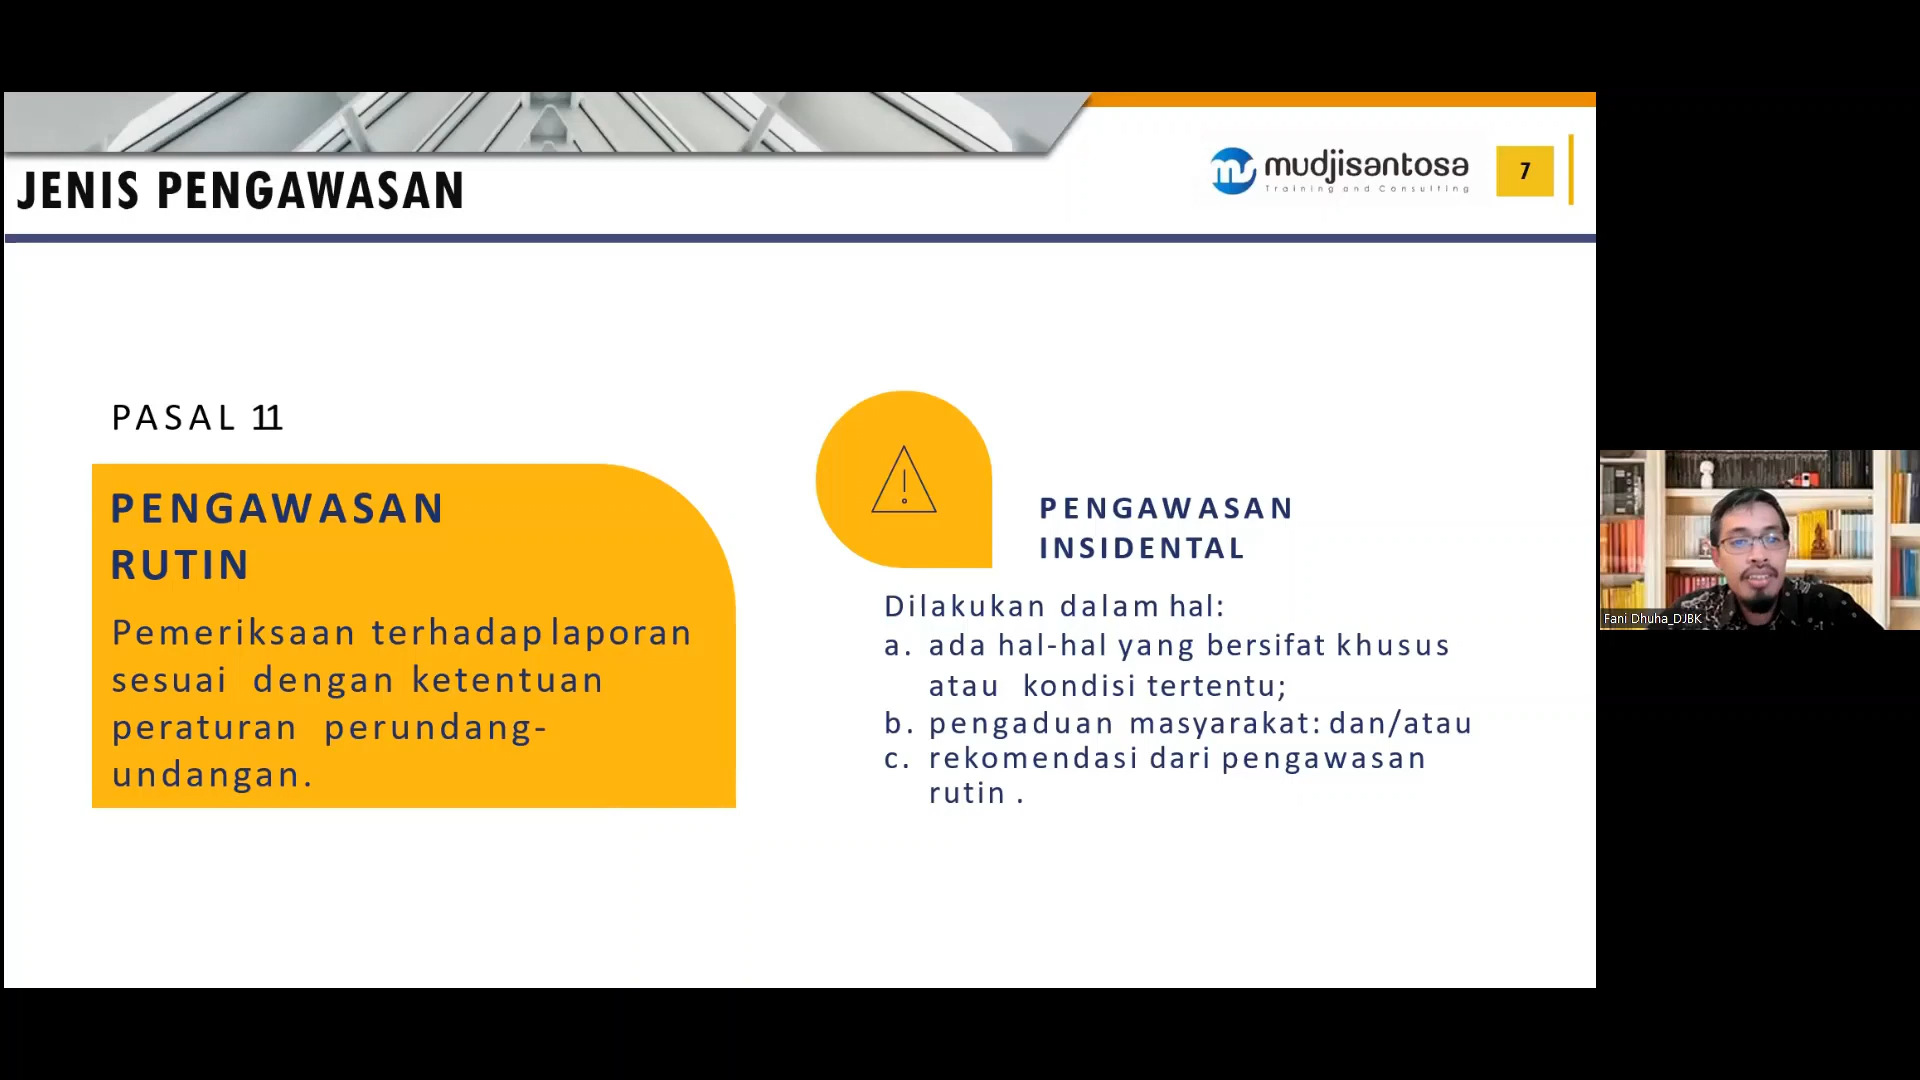 JENIS PENGAWASAN
mudjisantosa
Training and Consulting
7
PASAL 11
PENGAWASAN
RUTIN
Pemeriksaan terhadap laporan
sesuai dengan ketentuan
peraturan perundang-
undangan.
PENGAWASAN
INSIDENTAL
Dilakukan dalam hal:
a. ada hal-hal yang bersifat khusus
atau kondisi tertentu;
b. pengaduan masyarakat: dan/atau
c. rekomendasi dari pengawasan
rutin .
Fani Dhuha_DJBK